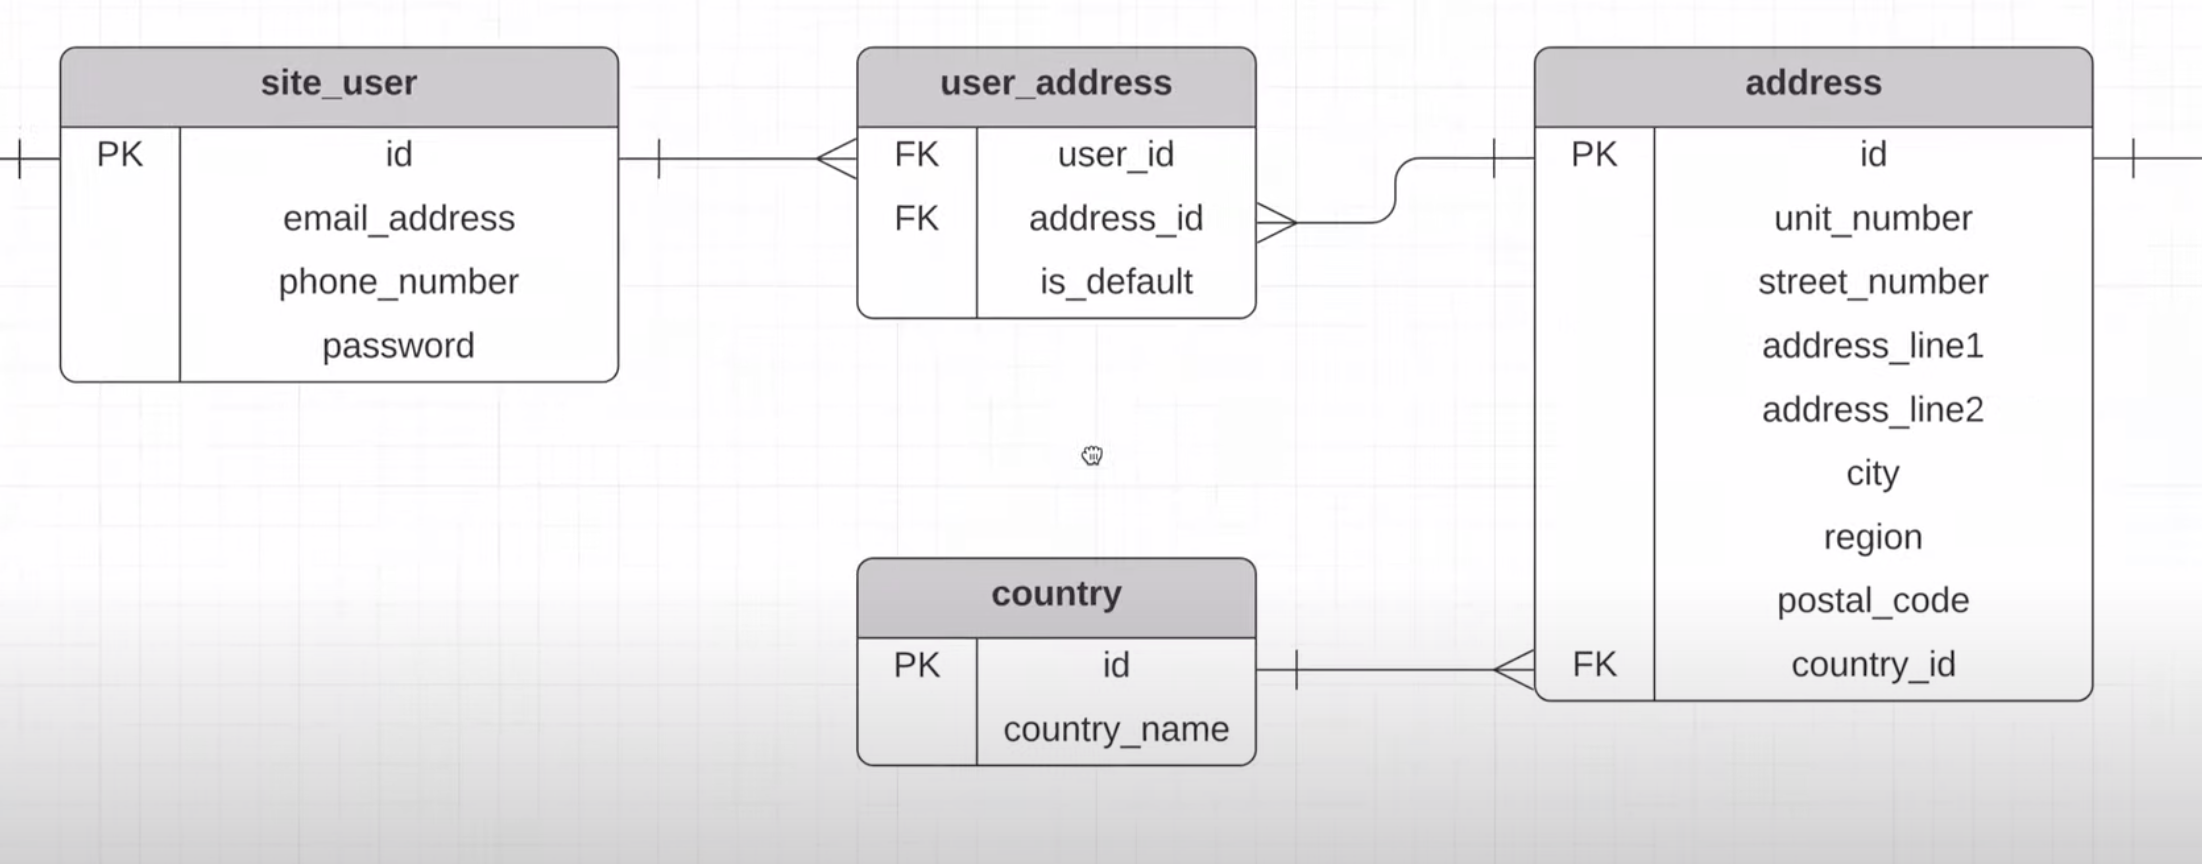 site_user
PK id
email_address
phone_number
password
user_address
FK user_id
FK address_id
is_default
address
PK id
unit_number
street_number
address_line1
address_line2
city
region
postal_code
FK country_id
country
PK id
country_name